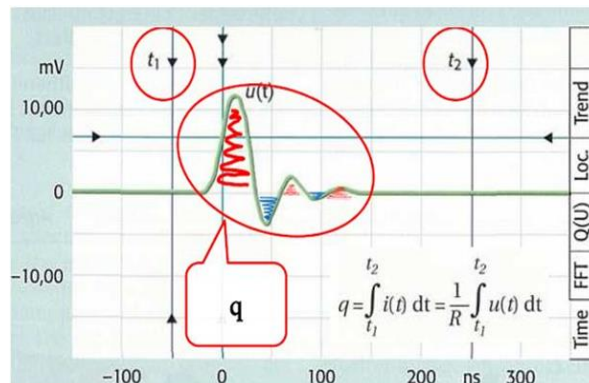 t₁
t₂
mV
u(t)
10,00
0
−10,00
q
q = ∫ t₁ t₂ i(t) dt = 1/R ∫ t₁ t₂ u(t) dt
−100
0
100
200
ns
300
Trend
Loc.
Q(U)
FFT
Time